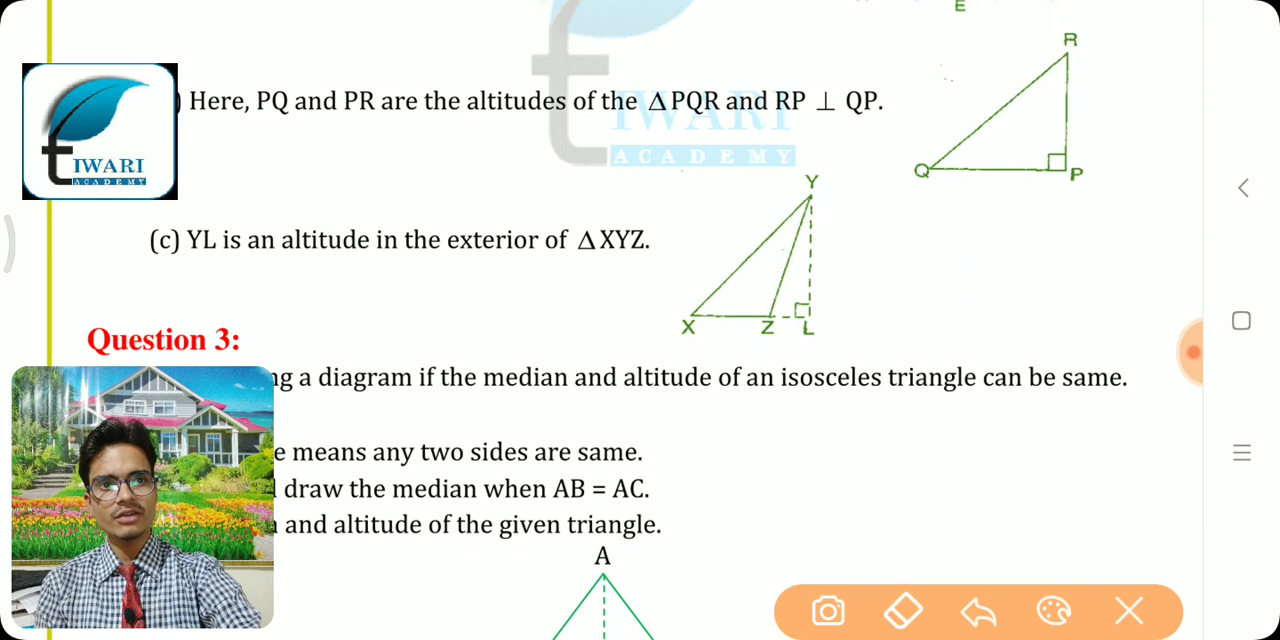 E
R
) Here, PQ and PR are the altitudes of the ΔPQR and RP ⊥ QP.
IWARI
ACADEMY
tIWARI
ACADEMY
Q
P
Y
(c) YL is an altitude in the exterior of ΔXYZ.
X
Z
L
Question 3:
ng a diagram if the median and altitude of an isosceles triangle can be same.
e means any two sides are same.
draw the median when AB = AC.
and altitude of the given triangle.
A